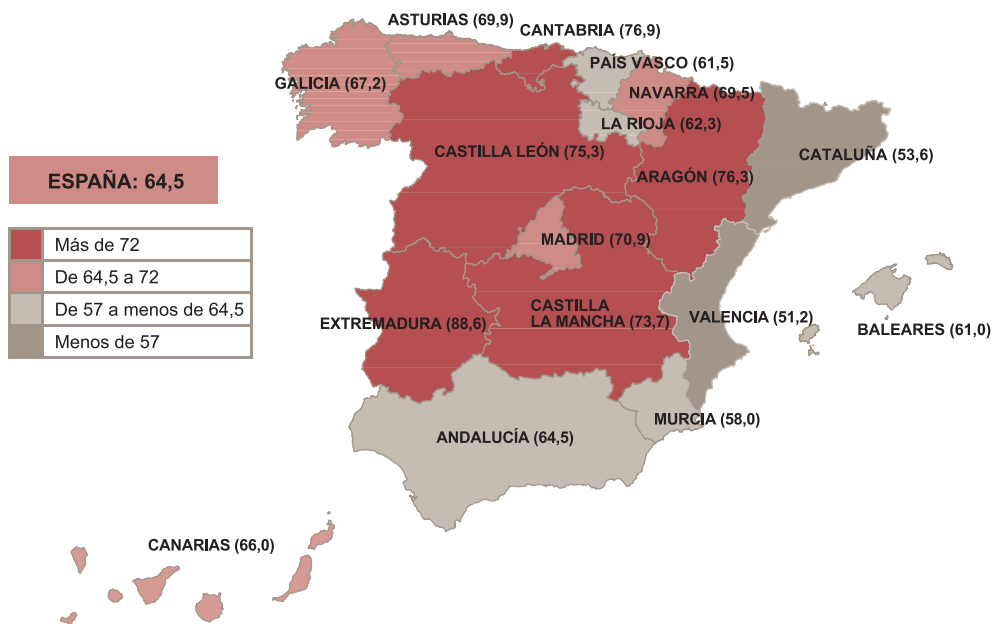 ASTURIAS (69,9)
CANTABRIA (76,9)
PAÍS VASCO (61,5)
GALICIA (67,2)
NAVARRA (69,5)
LA RIOJA (62,3)
CASTILLA LEÓN (75,3)
CATALUÑA (53,6)
ARAGÓN (76,3)
ESPAÑA: 64,5
Más de 72
De 64,5 a 72
De 57 a menos de 64,5
Menos de 57
MADRID (70,9)
CASTILLA
LA MANCHA (73,7)
EXTREMADURA (88,6)
VALENCIA (51,2)
BALEARES (61,0)
MURCIA (58,0)
ANDALUCÍA (64,5)
CANARIAS (66,0)